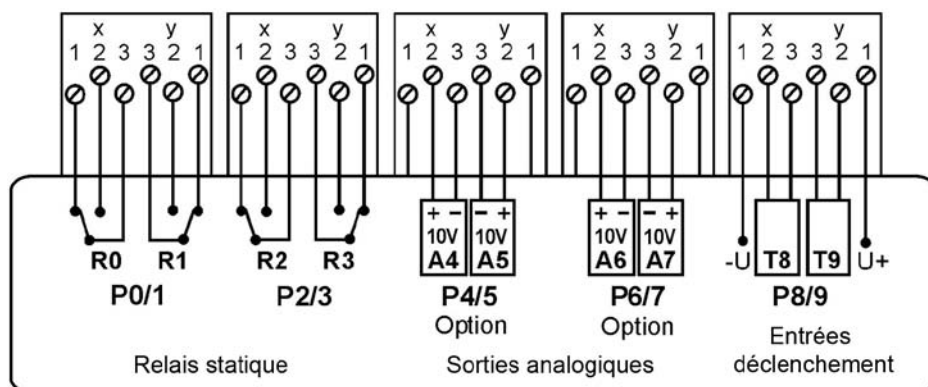 x y x y x y x y x y
1 2 3 3 2 1 1 2 3 3 2 1 1 2 3 3 2 1 1 2 3 3 2 1 1 2 3 3 2 1
+ − − + + − − +
10V 10V 10V 10V
R0 R1 R2 R3 A4 A5 A6 A7 -U T8 T9 U+
P0/1 P2/3 P4/5 P6/7 P8/9
Option Option
Relais statique Sorties analogiques Entrées
déclenchement